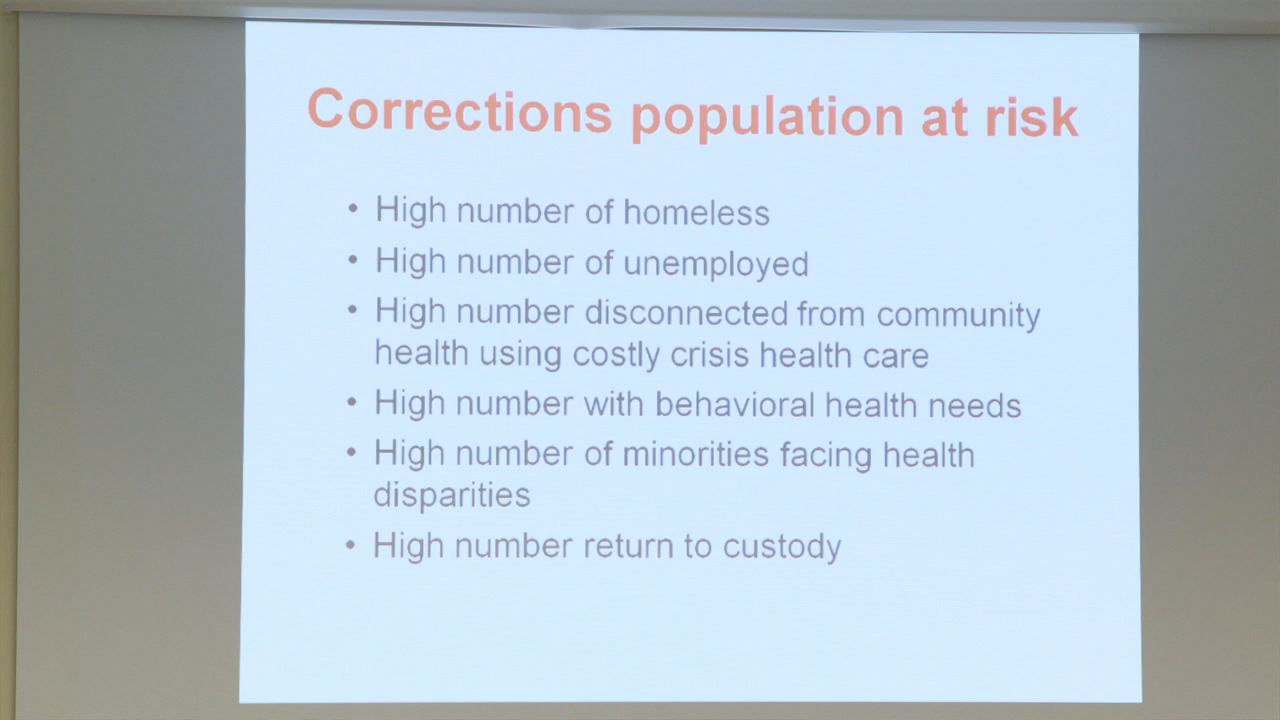 Corrections population at risk
• High number of homeless
• High number of unemployed
• High number disconnected from community
health using costly crisis health care
• High number with behavioral health needs
• High number of minorities facing health
disparities
• High number return to custody